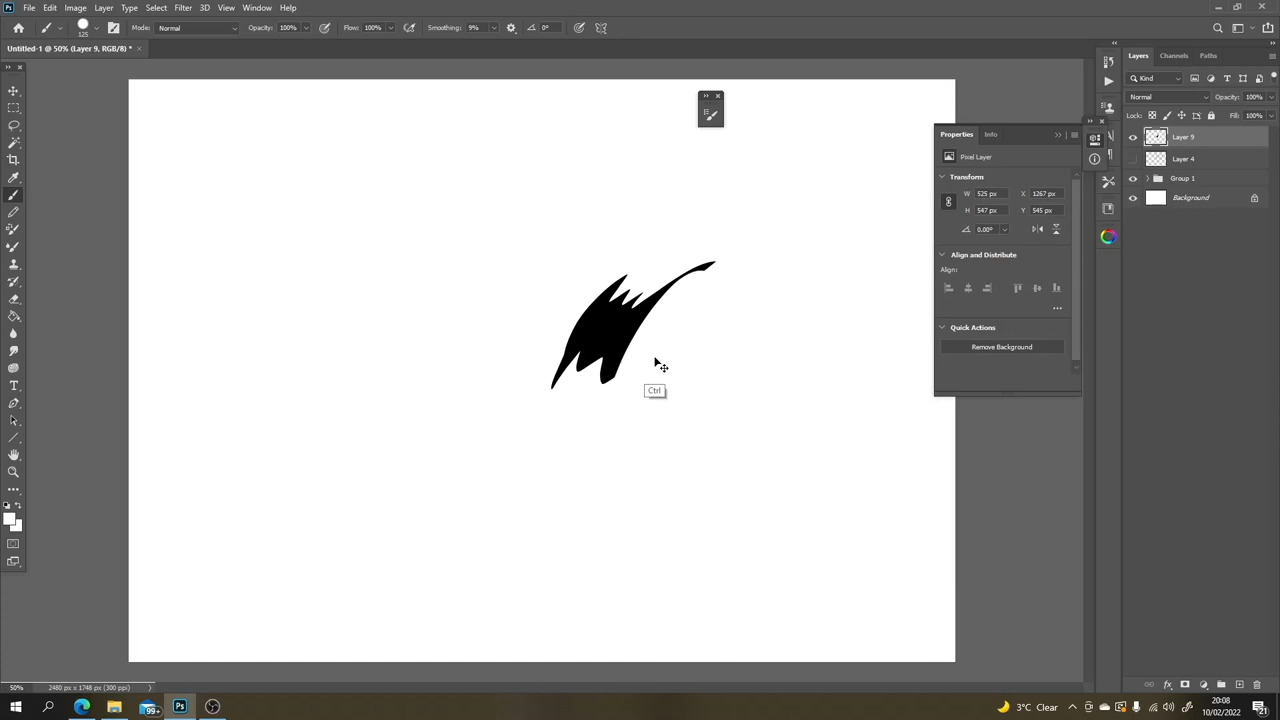 Ps File Edit Image Layer Type Select Filter 3D View Window Help
125 Mode: Normal Opacity: 100% Flow: 100% Smoothing: 9% 0°
Untitled-1 @ 50% (Layer 9, RGB/8) * ×
Layers Channels Paths
Kind
Normal Opacity: 100%
Lock: Fill: 100%
Layer 9
Layer 4
Group 1
Background
Properties Info
Pixel Layer
Transform
W 525 px X 1267 px
H 547 px Y 545 px
0.00°
Align and Distribute
Align:
Quick Actions
Remove Background
Ctrl
50% 2480 px x 1748 px (300 ppi)
99+ Ps 3°C Clear 20:08
10/02/2022